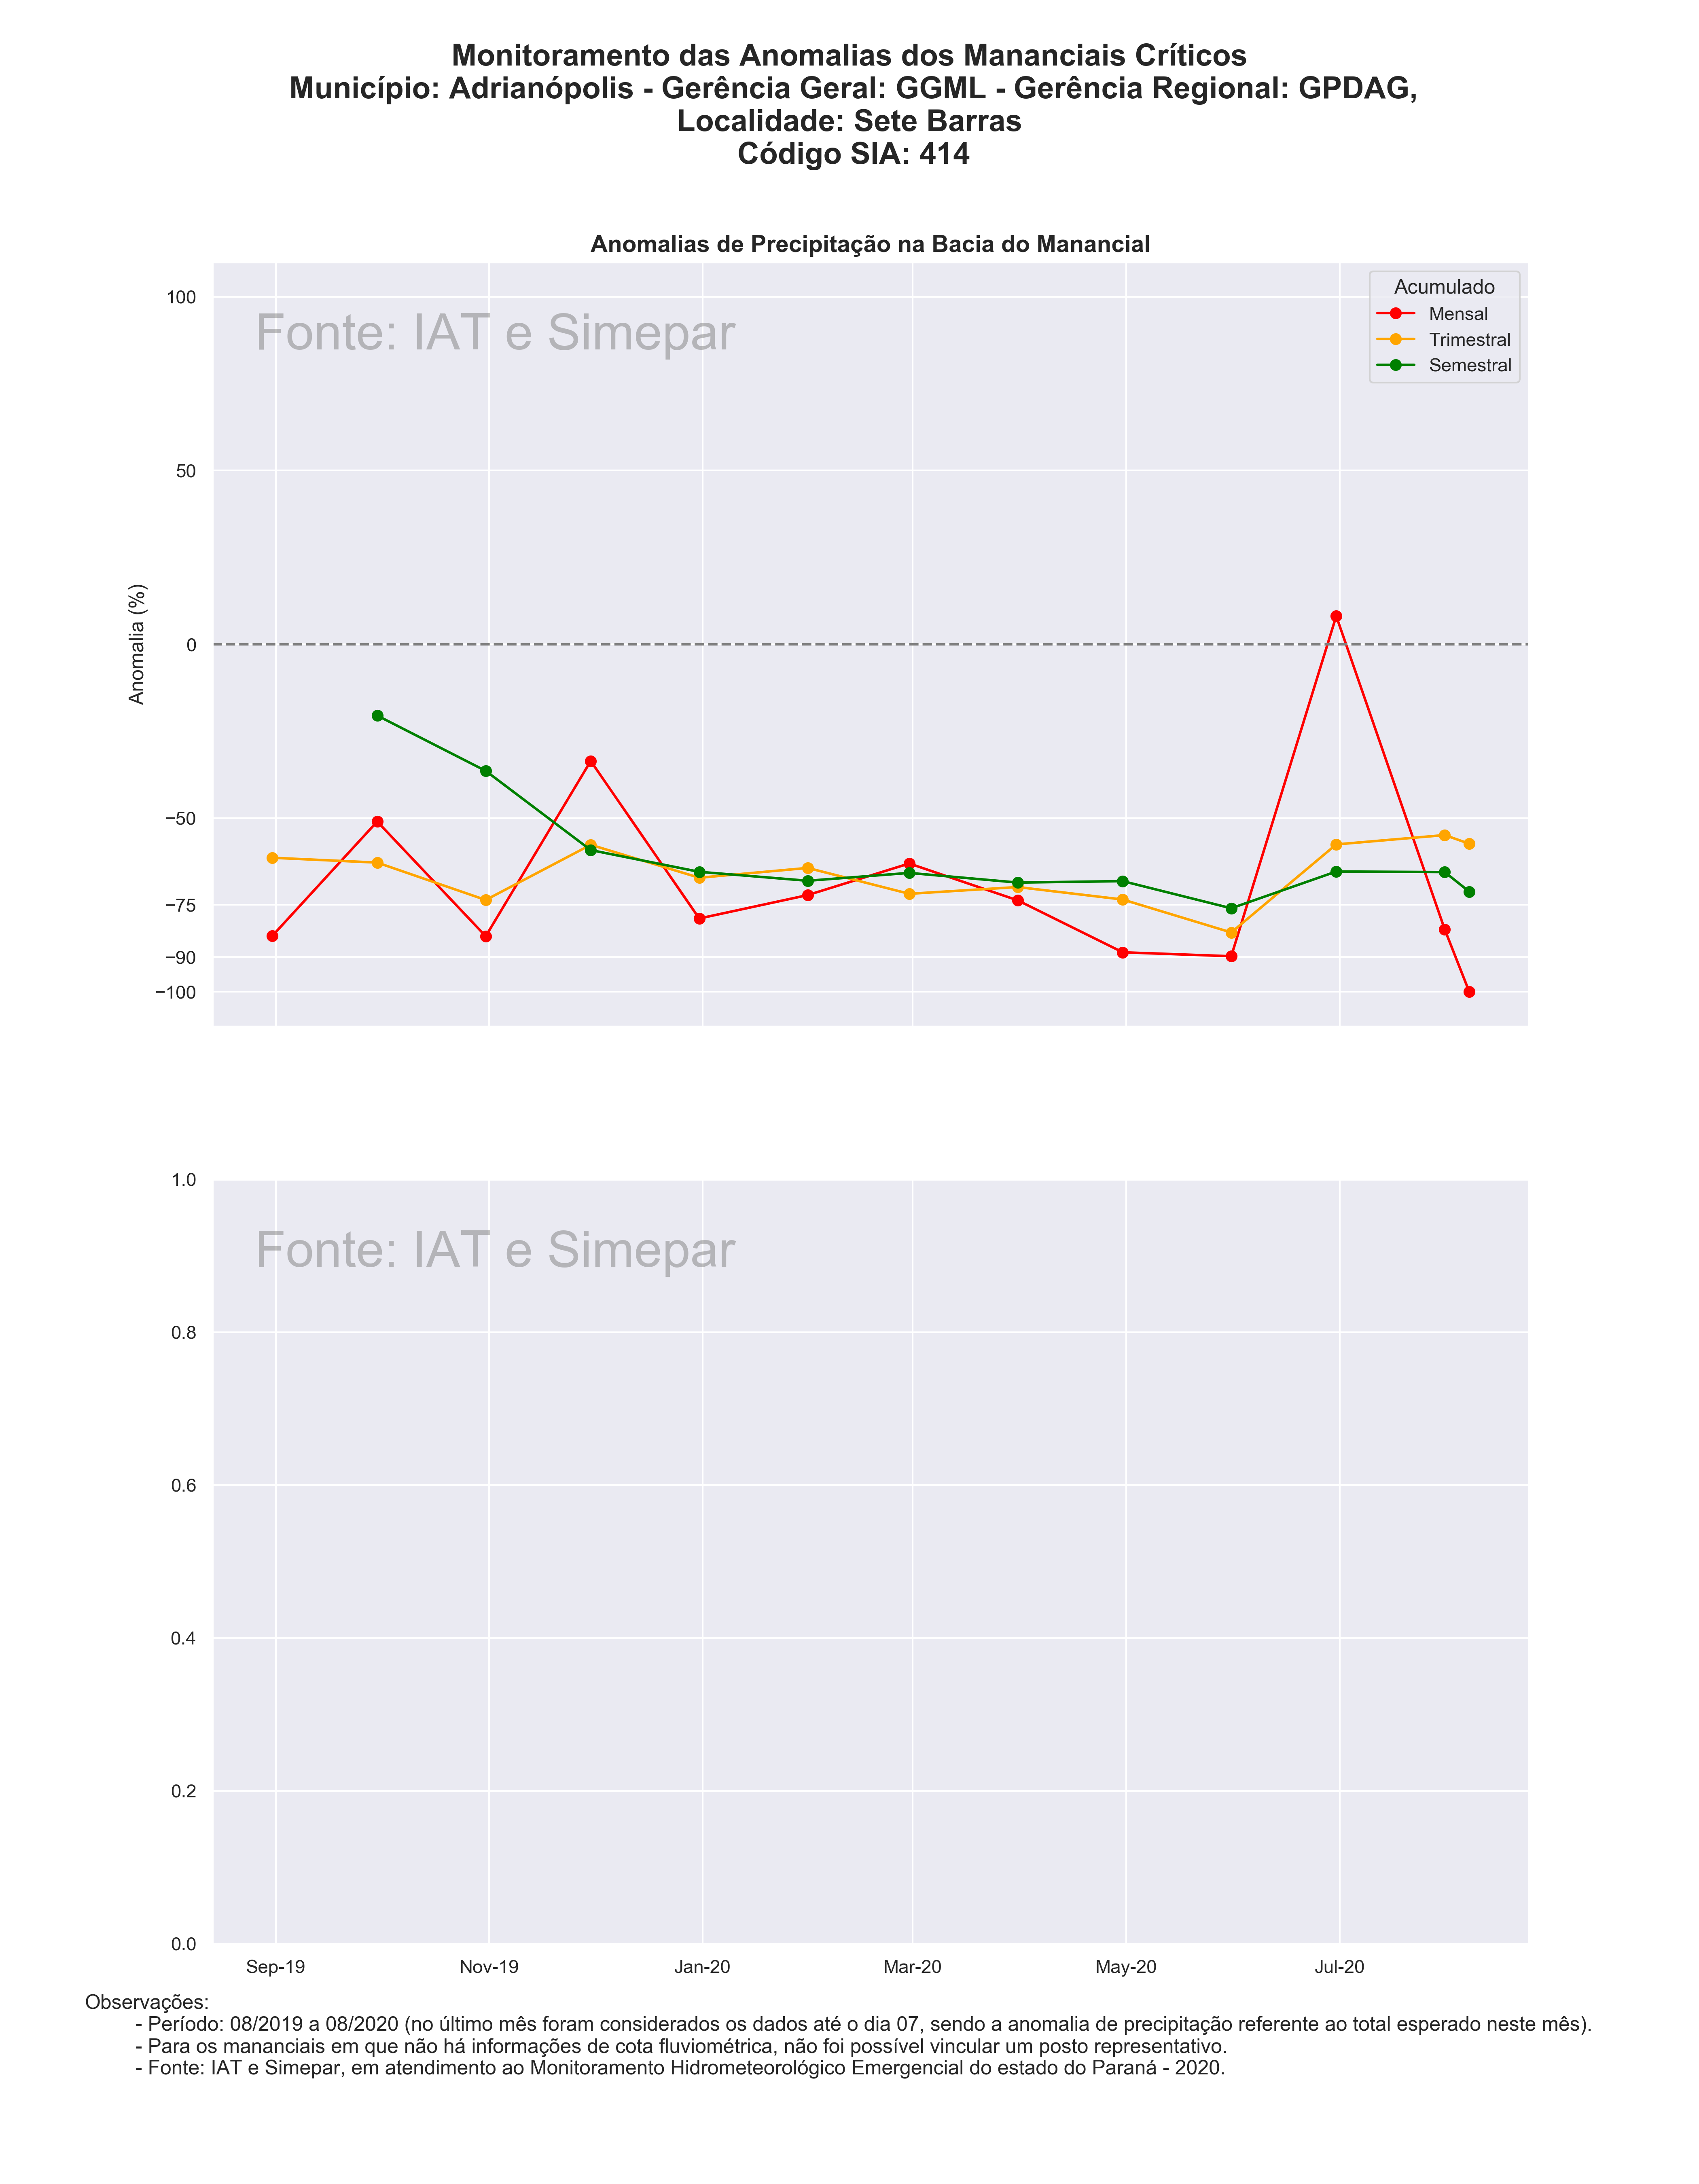 Monitoramento das Anomalias dos Mananciais Críticos
Município: Adrianópolis - Gerência Geral: GGML - Gerência Regional: GPDAG,
Localidade: Sete Barras
Código SIA: 414
Anomalias de Precipitação na Bacia do Manancial
Fonte: IAT e Simepar
Acumulado
Mensal
Trimestral
Semestral
Anomalia (%)
100
50
0
−50
−75
−90
−100
Fonte: IAT e Simepar
1.0
0.8
0.6
0.4
0.2
0.0
Sep-19 Nov-19 Jan-20 Mar-20 May-20 Jul-20
Observações:
- Período: 08/2019 a 08/2020 (no último mês foram considerados os dados até o dia 07, sendo a anomalia de precipitação referente ao total esperado neste mês).
- Para os mananciais em que não há informações de cota fluviométrica, não foi possível vincular um posto representativo.
- Fonte: IAT e Simepar, em atendimento ao Monitoramento Hidrometeorológico Emergencial do estado do Paraná - 2020.